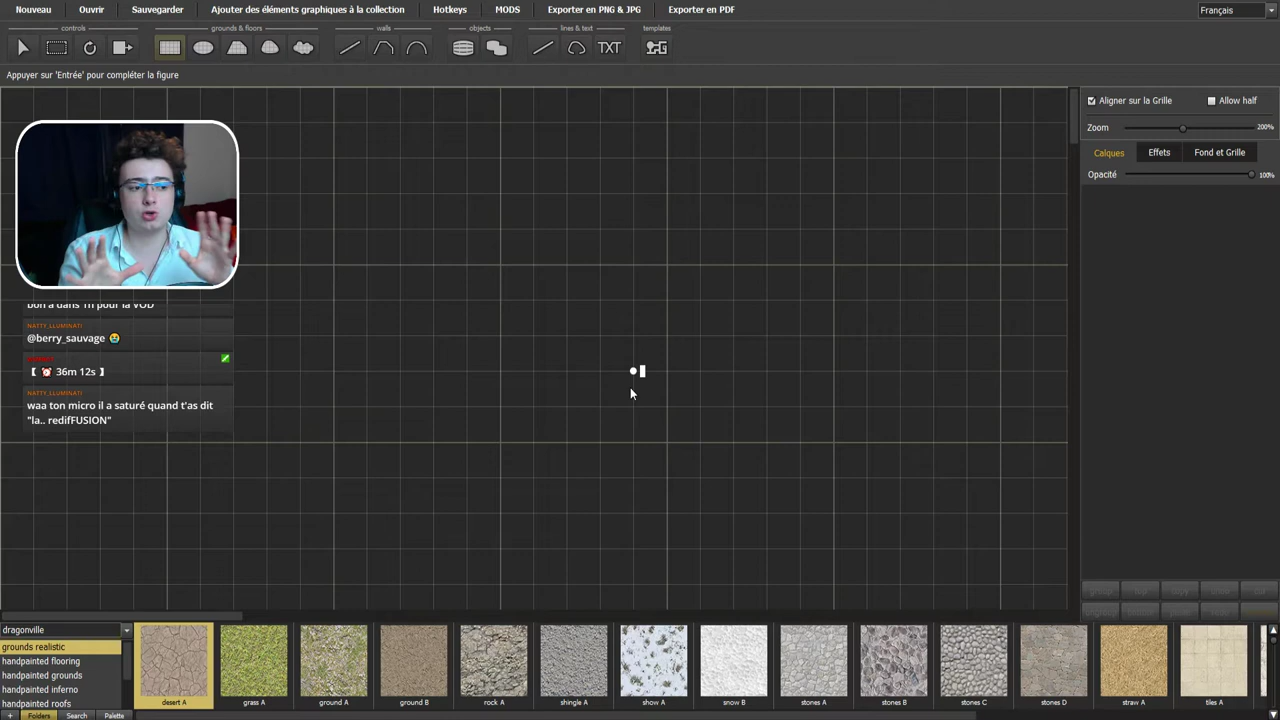 Nouveau Ouvrir Sauvegarder Ajouter des éléments graphiques à la collection Hotkeys MODS Exporter en PNG & JPG Exporter en PDF Français
controls grounds & floors walls objects lines & text templates
TXT
Appuyer sur 'Entrée' pour compléter la figure
Aligner sur la Grille Allow half
Zoom 200%
Calques Effets Fond et Grille
Opacité 100%
NATTY_LLUMINATI
@berry_sauvage 😭
【 ⏰ 36m 12s 】
NATTY_LLUMINATI
waa ton micro il a saturé quand t'as dit
"la.. redifFUSION"
dragonville
grounds realistic
handpainted flooring
handpainted grounds
handpainted inferno
handpainted roofs
+ Folders Search Palette
desert A grass A ground A ground B rock A shingle A show A snow B stones A stones B stones C stones D straw A tiles A